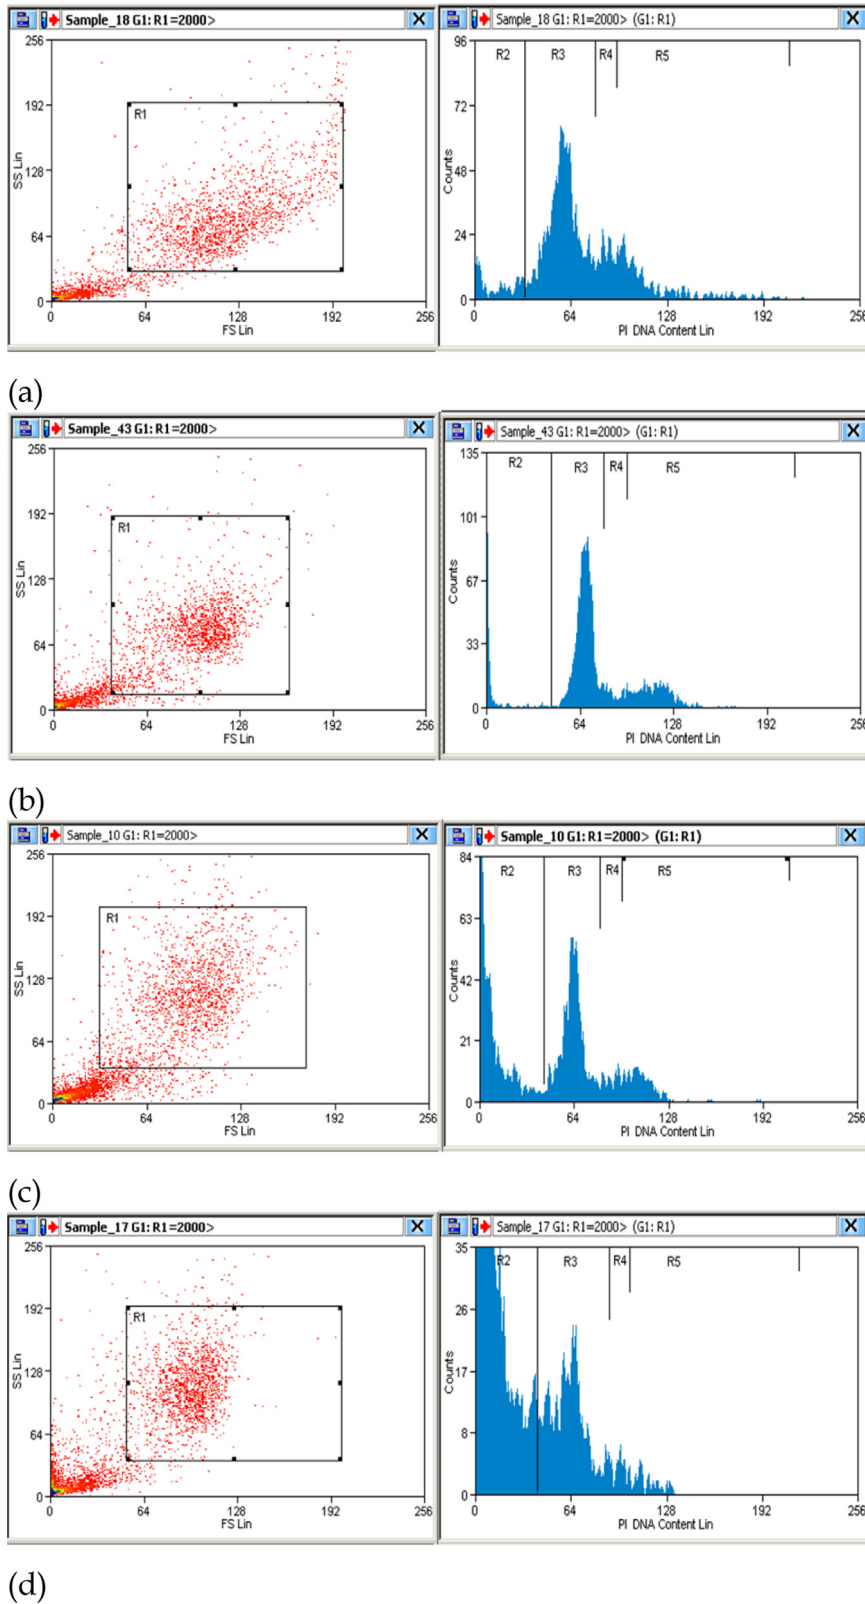 Sample_18 G1: R1=2000>
256
192
128
64
0
SS Lin
R1
0 64 128 192 256
FS Lin
Sample_18 G1: R1=2000> (G1: R1)
96
72
48
24
0
Counts
R2 R3 R4 R5
0 64 128 192 256
PI DNA Content Lin
(a)
Sample_43 G1: R1=2000>
256
192
128
64
0
SS Lin
R1
0 64 128 192 256
FS Lin
Sample_43 G1: R1=2000> (G1: R1)
135
101
67
33
0
Counts
R2 R3 R4 R5
0 64 128 192 256
PI DNA Content Lin
(b)
Sample_10 G1: R1=2000>
256
192
128
64
0
SS Lin
R1
0 64 128 192 256
FS Lin
Sample_10 G1: R1=2000> (G1: R1)
84
63
42
21
0
Counts
R2 R3 R4 R5
0 64 128 192 256
PI DNA Content Lin
(c)
Sample_17 G1: R1=2000>
256
192
128
64
0
SS Lin
R1
0 64 128 192 256
FS Lin
Sample_17 G1: R1=2000> (G1: R1)
35
26
17
8
0
Counts
R2 R3 R4 R5
0 64 128 192 256
PI DNA Content Lin
(d)